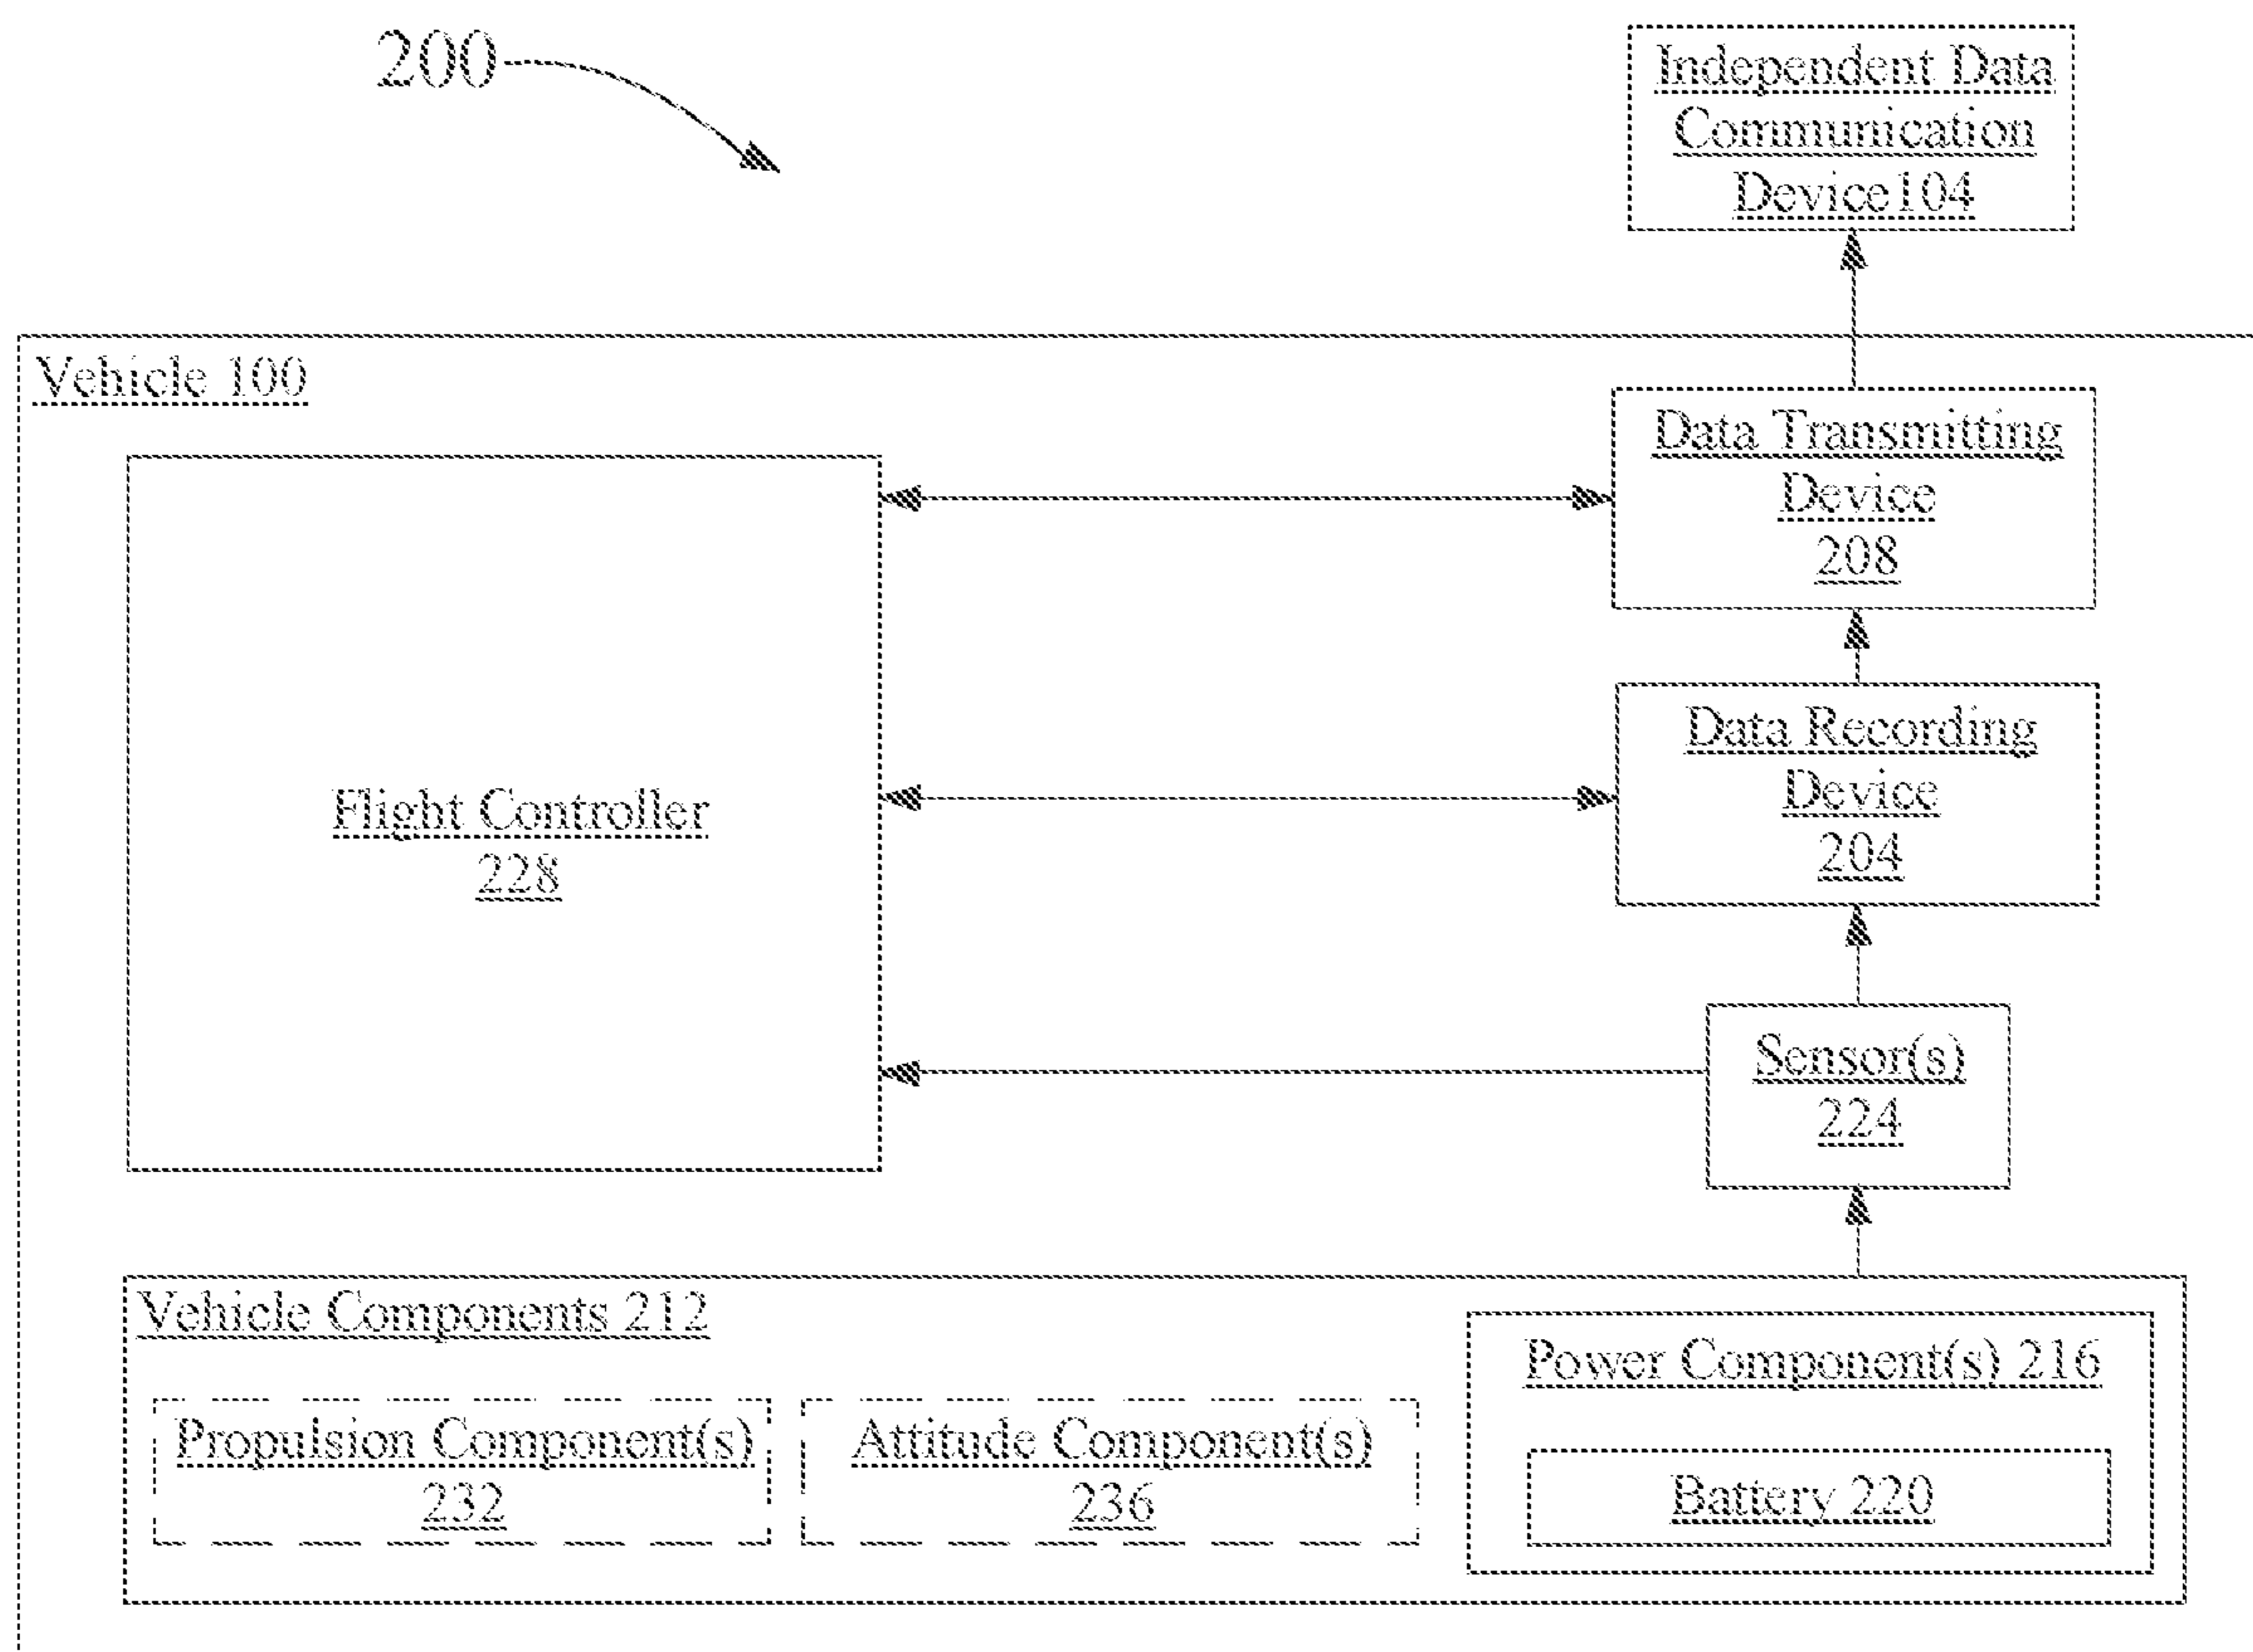 200
Independent Data
Communication
Device104
Vehicle 100
Data Transmitting
Device
208
Data Recording
Device
204
Flight Controller
228
Sensor(s)
224
Vehicle Components 212
Power Component(s) 216
Propulsion Component(s)
232
Attitude Component(s)
236
Battery 220